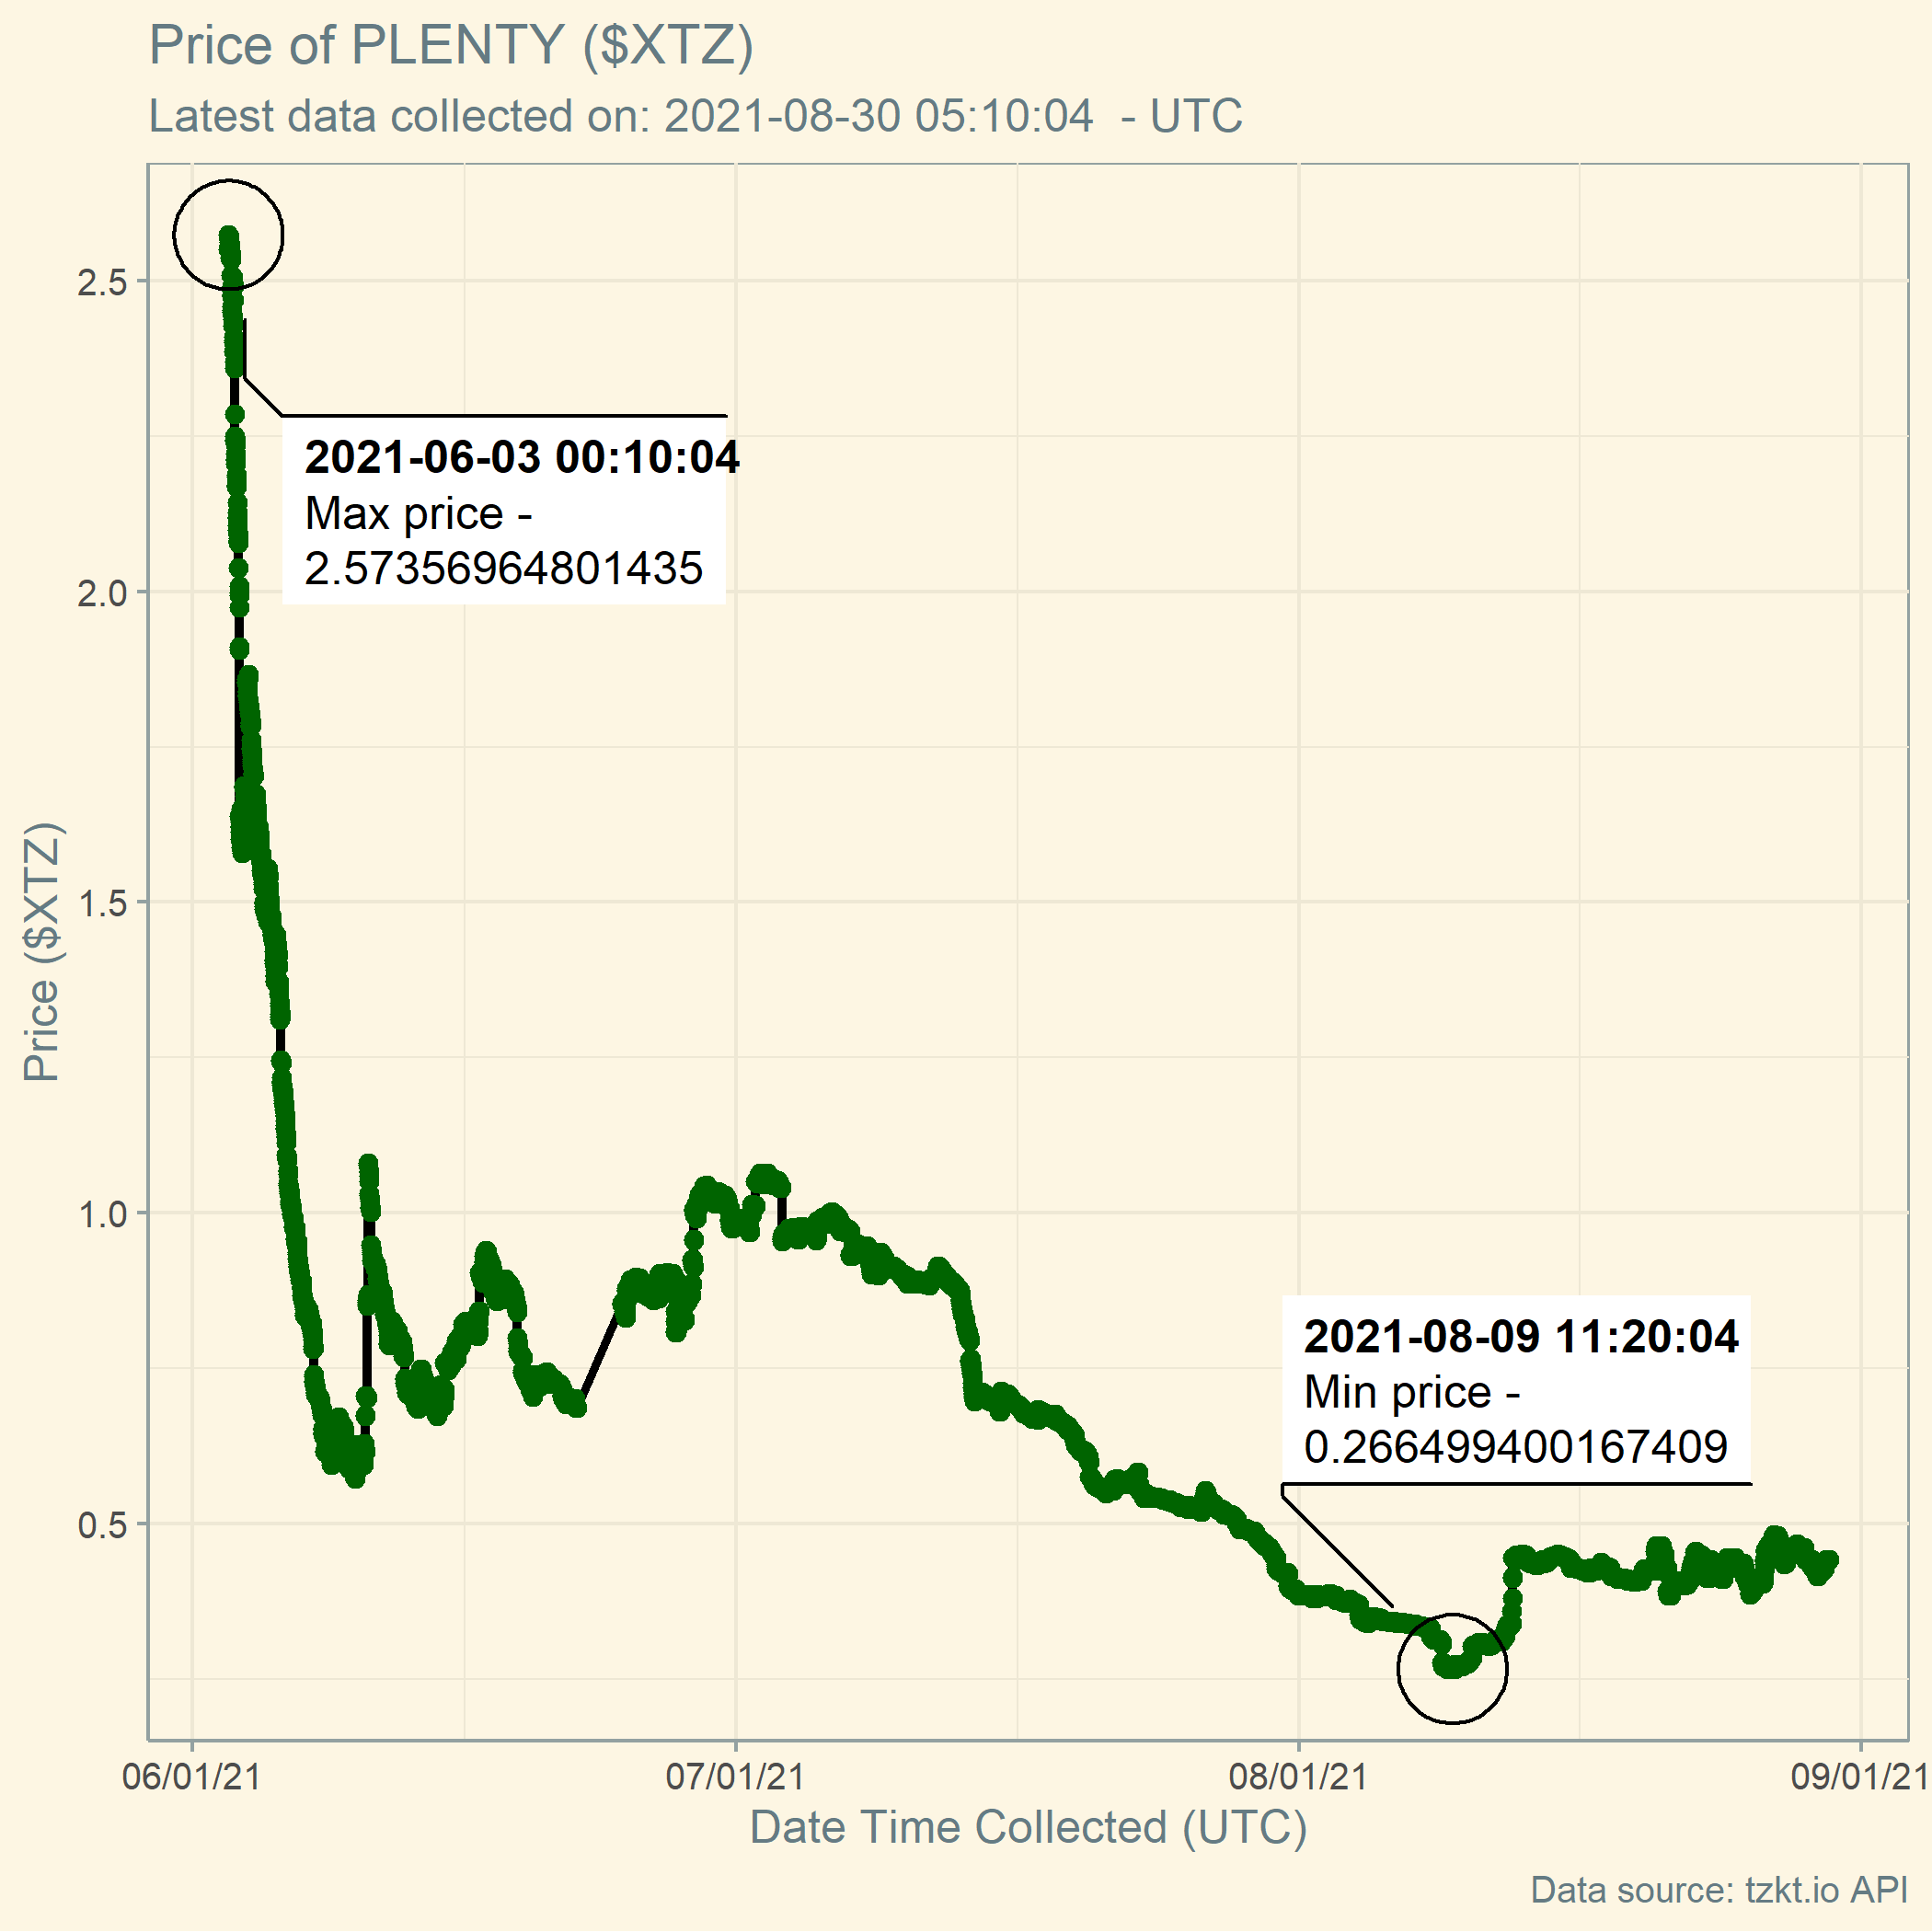 Price of PLENTY ($XTZ)
Latest data collected on: 2021-08-30 05:10:04  - UTC
Price ($XTZ)
2.5
2.0
1.5
1.0
0.5
2021-06-03 00:10:04
Max price -
2.57356964801435
2021-08-09 11:20:04
Min price -
0.266499400167409
06/01/21
07/01/21
08/01/21
09/01/21
Date Time Collected (UTC)
Data source: tzkt.io API